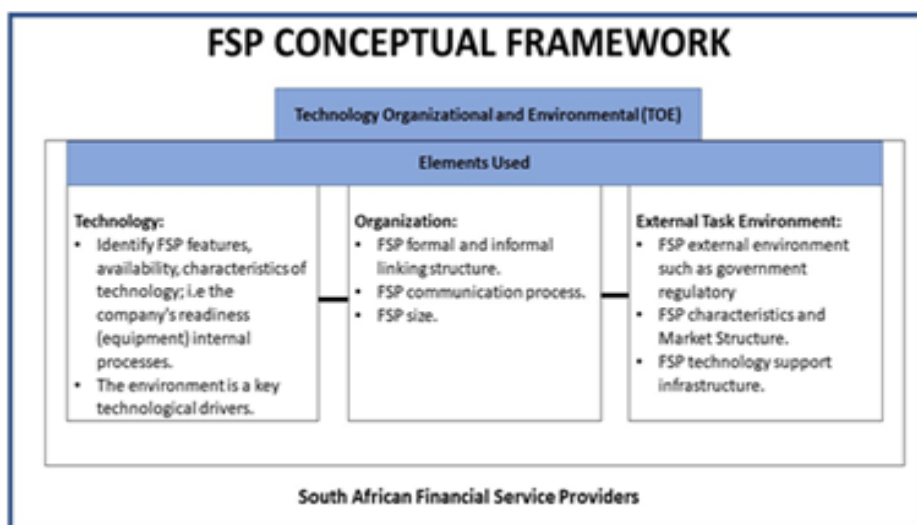 FSP CONCEPTUAL FRAMEWORK
Technology Organizational and Environmental (TOE)
Elements Used
Technology:
• Identify FSP features,
availability, characteristics of
technology; i.e the
company's readiness
(equipment) internal
processes.
• The environment is a key
technological drivers.
Organization:
• FSP formal and informal
linking structure.
• FSP communication process.
• FSP size.
External Task Environment:
• FSP external environment
such as government
regulatory
• FSP characteristics and
Market Structure.
• FSP technology support
infrastructure.
South African Financial Service Providers